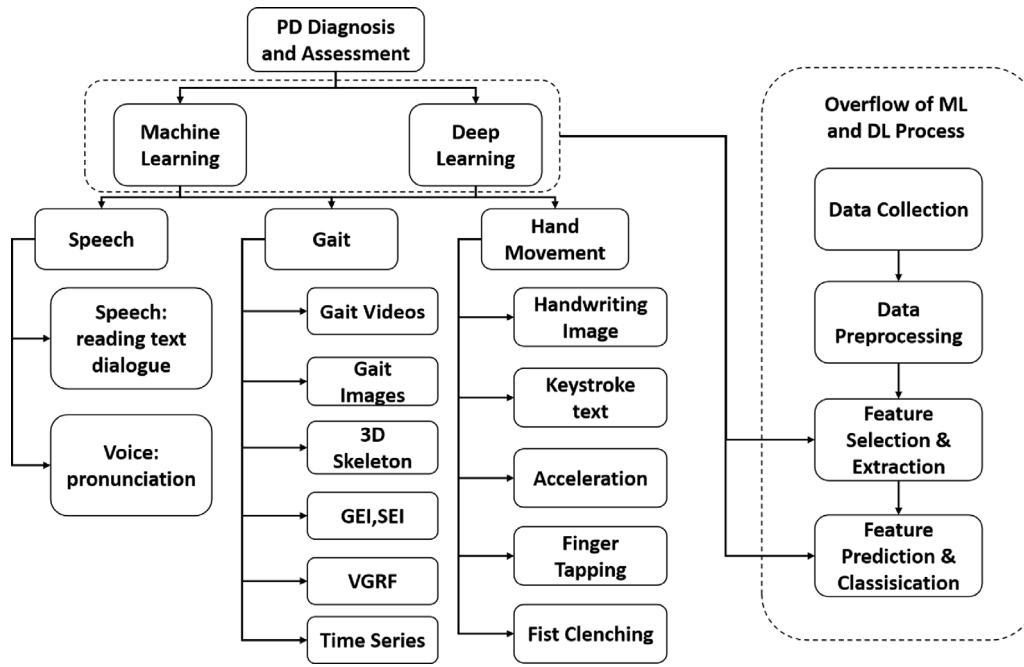 PD Diagnosis
and Assessment
Machine
Learning
Deep
Learning
Speech
Gait
Hand
Movement
Speech:
reading text
dialogue
Voice:
pronunciation
Gait Videos
Gait
Images
3D
Skeleton
GEI,SEI
VGRF
Time Series
Handwriting
Image
Keystroke
text
Acceleration
Finger
Tapping
Fist Clenching
Overflow of ML
and DL Process
Data Collection
Data
Preprocessing
Feature
Selection &
Extraction
Feature
Prediction &
Classisication